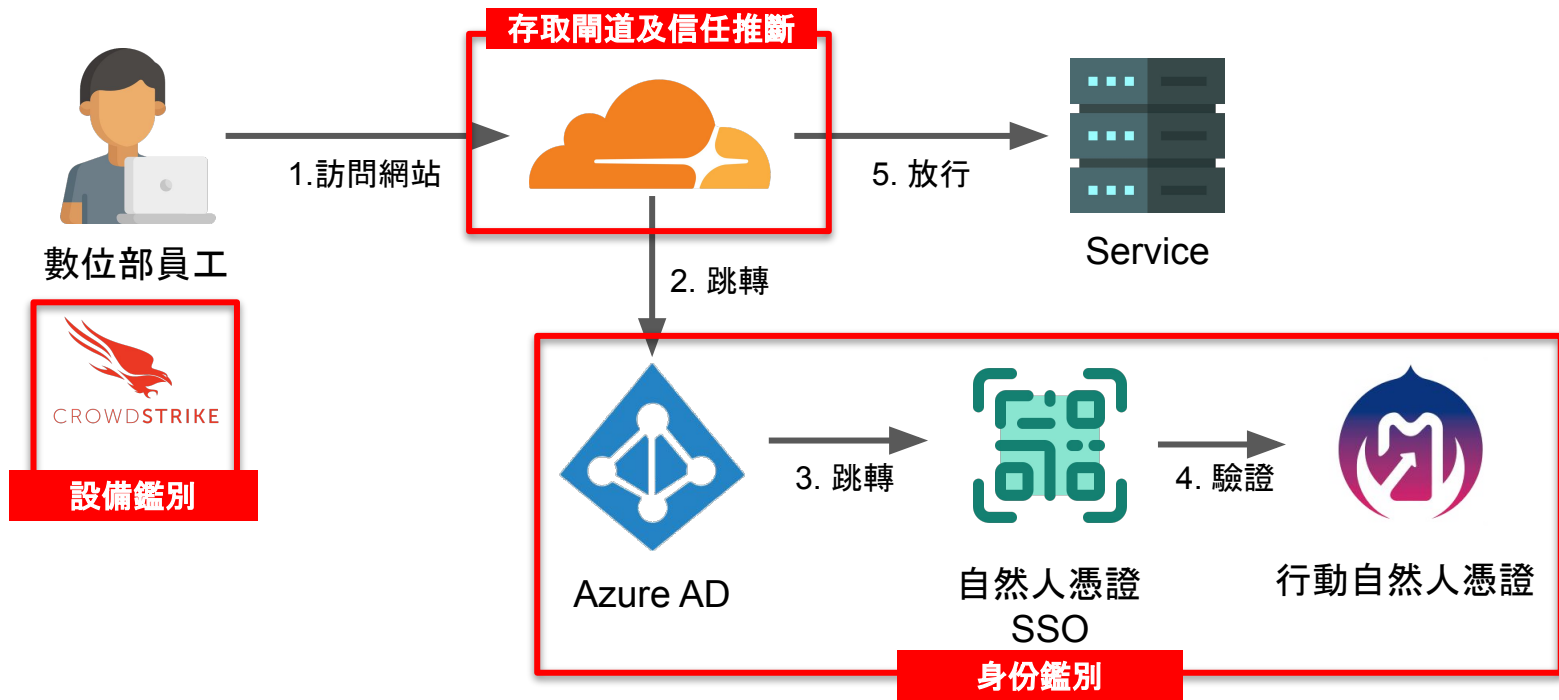 存取閘道及信任推斷
1.訪問網站
5. 放行
數位部員工
Service
2. 跳轉
CROWDSTRIKE
設備鑑別
3. 跳轉
4. 驗證
Azure AD
自然人憑證
SSO
行動自然人憑證
身份鑑別